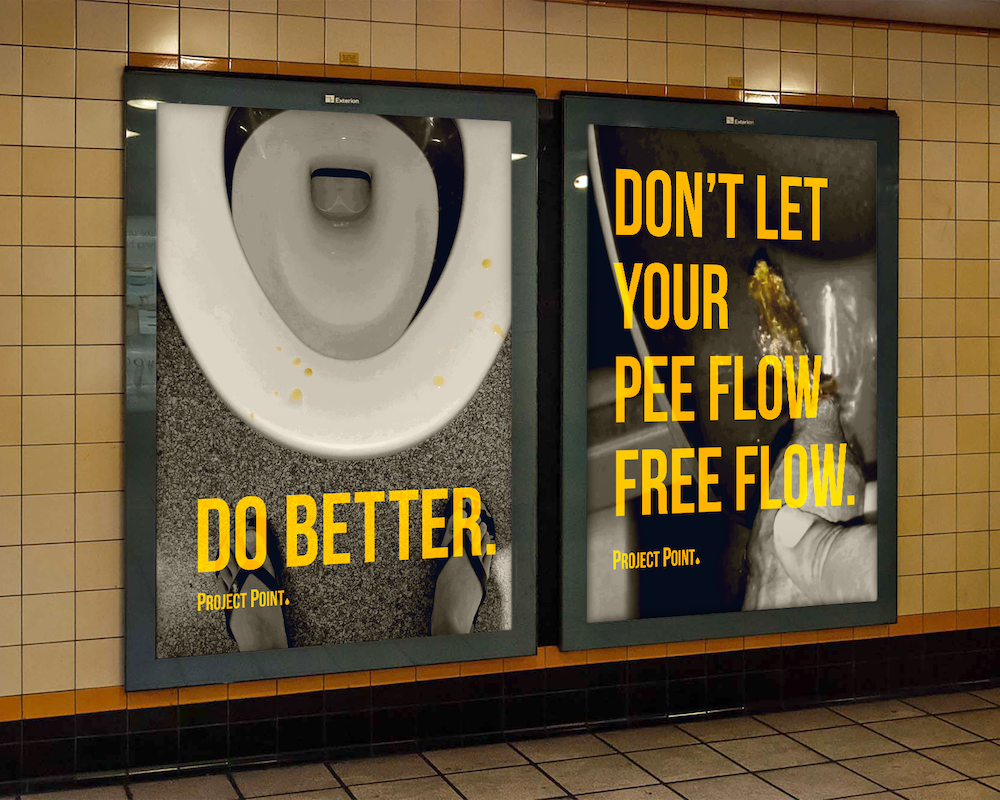 Exterion
DO BETTER.
PROJECT POINT.
Exterion
DON'T LET
YOUR
PEE FLOW
FREE FLOW.
PROJECT POINT.